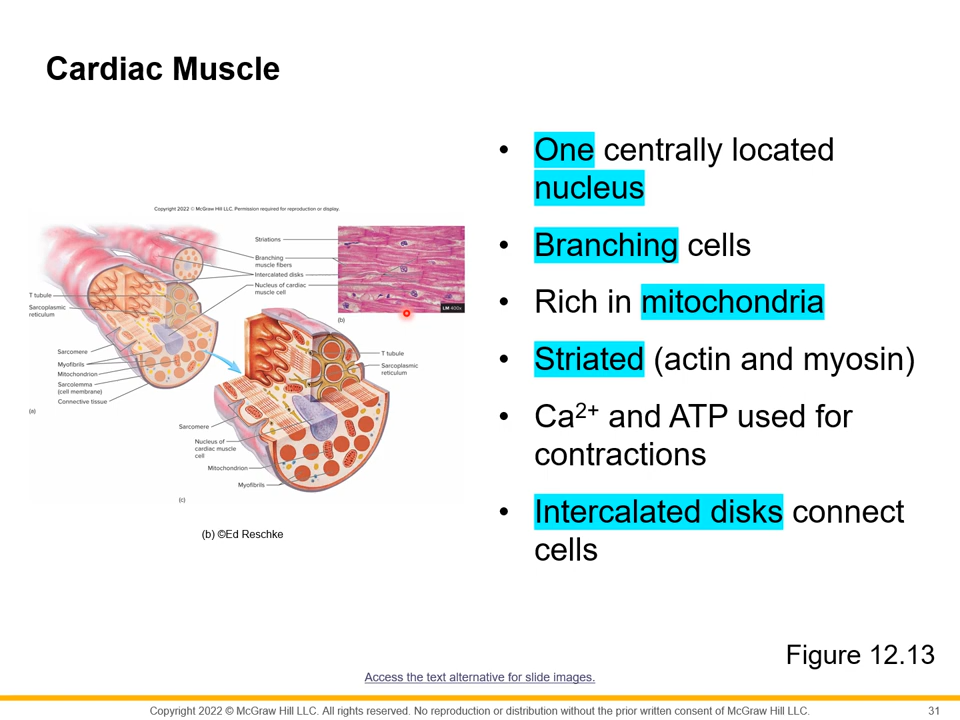 Cardiac Muscle
Copyright 2022 © McGraw Hill LLC. Permission required for reproduction or display.
Striations
Branching
muscle fibers
Intercalated disks
Nucleus of cardiac
muscle cell
LM 400x
(b)
T tubule
Sarcoplasmic
reticulum
Sarcomere
Myofibrils
Mitochondrion
Sarcolemma
(cell membrane)
Connective tissue
(a)
T tubule
Sarcoplasmic
reticulum
Sarcomere
Nucleus of
cardiac muscle
cell
Mitochondrion
Myofibrils
(c)
(b) ©Ed Reschke
• One centrally located
nucleus
• Branching cells
• Rich in mitochondria
• Striated (actin and myosin)
• Ca2+ and ATP used for
contractions
• Intercalated disks connect
cells
Figure 12.13
Access the text alternative for slide images.
Copyright 2022 © McGraw Hill LLC. All rights reserved. No reproduction or distribution without the prior written consent of McGraw Hill LLC.
31